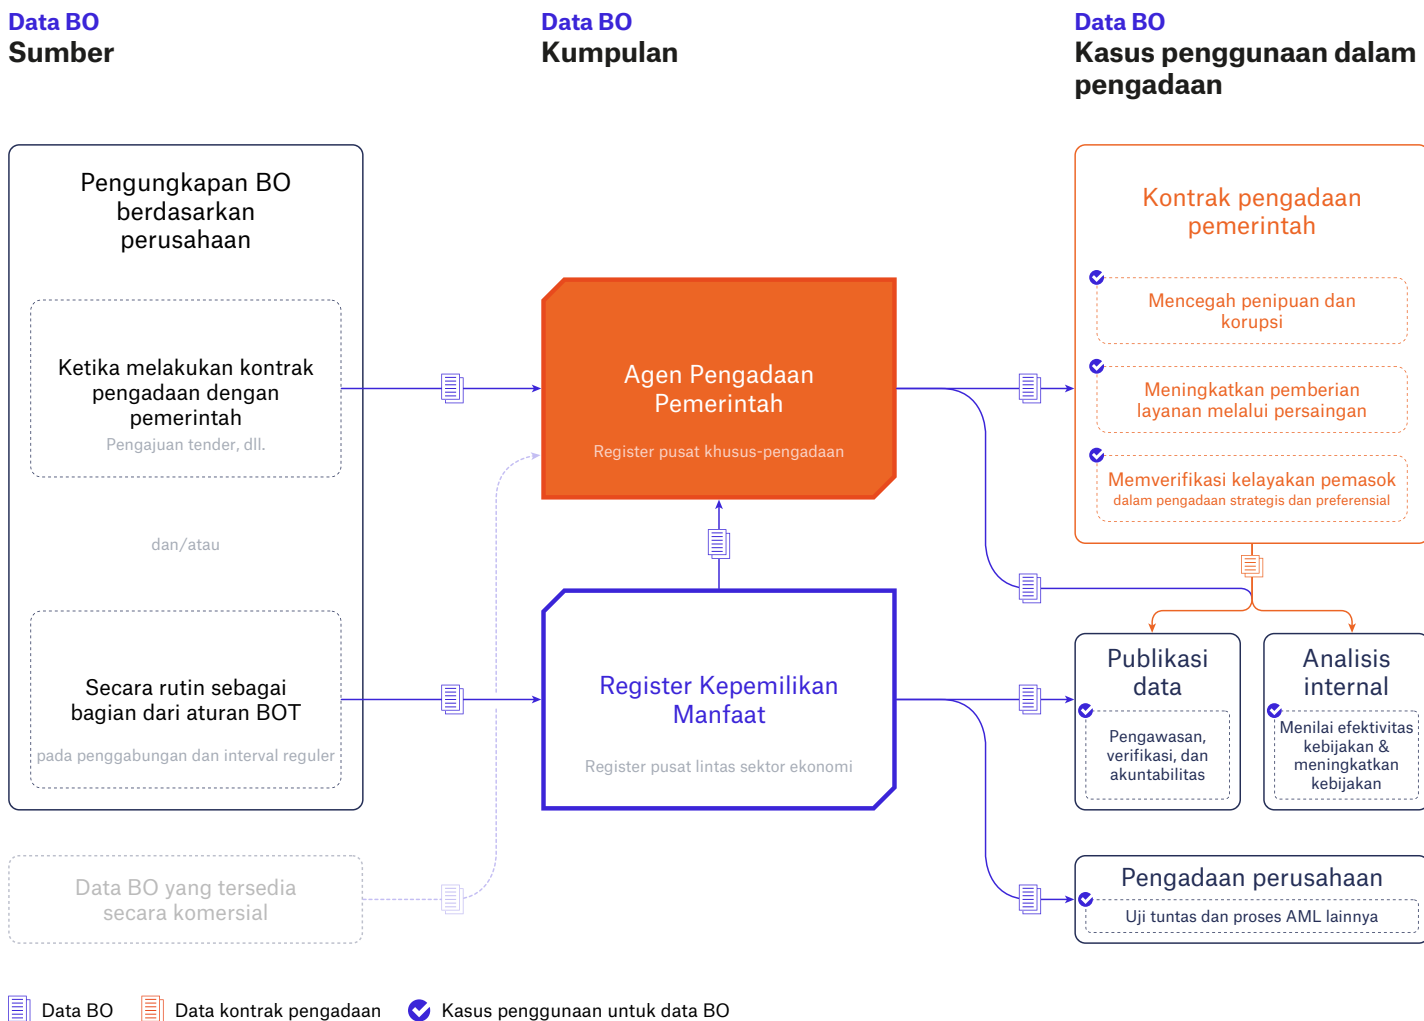 Data BO
Sumber
Data BO
Kumpulan
Data BO
Kasus penggunaan dalam
pengadaan
Pengungkapan BO
berdasarkan
perusahaan
Ketika melakukan kontrak
pengadaan dengan
pemerintah
Pengajuan tender, dll.
dan/atau
Secara rutin sebagai
bagian dari aturan BOT
pada penggabungan dan interval reguler
Data BO yang tersedia
secara komersial
Agen Pengadaan
Pemerintah
Register pusat khusus-pengadaan
Register Kepemilikan
Manfaat
Register pusat lintas sektor ekonomi
Kontrak pengadaan
pemerintah
Mencegah penipuan dan
korupsi
Meningkatkan pemberian
layanan melalui persaingan
Memverifikasi kelayakan pemasok
dalam pengadaan strategis dan preferensial
Publikasi
data
Pengawasan,
verifikasi, dan
akuntabilitas
Analisis
internal
Menilai efektivitas
kebijakan &
meningkatkan
kebijakan
Pengadaan perusahaan
Uji tuntas dan proses AML lainnya
Data BO
Data kontrak pengadaan
Kasus penggunaan untuk data BO